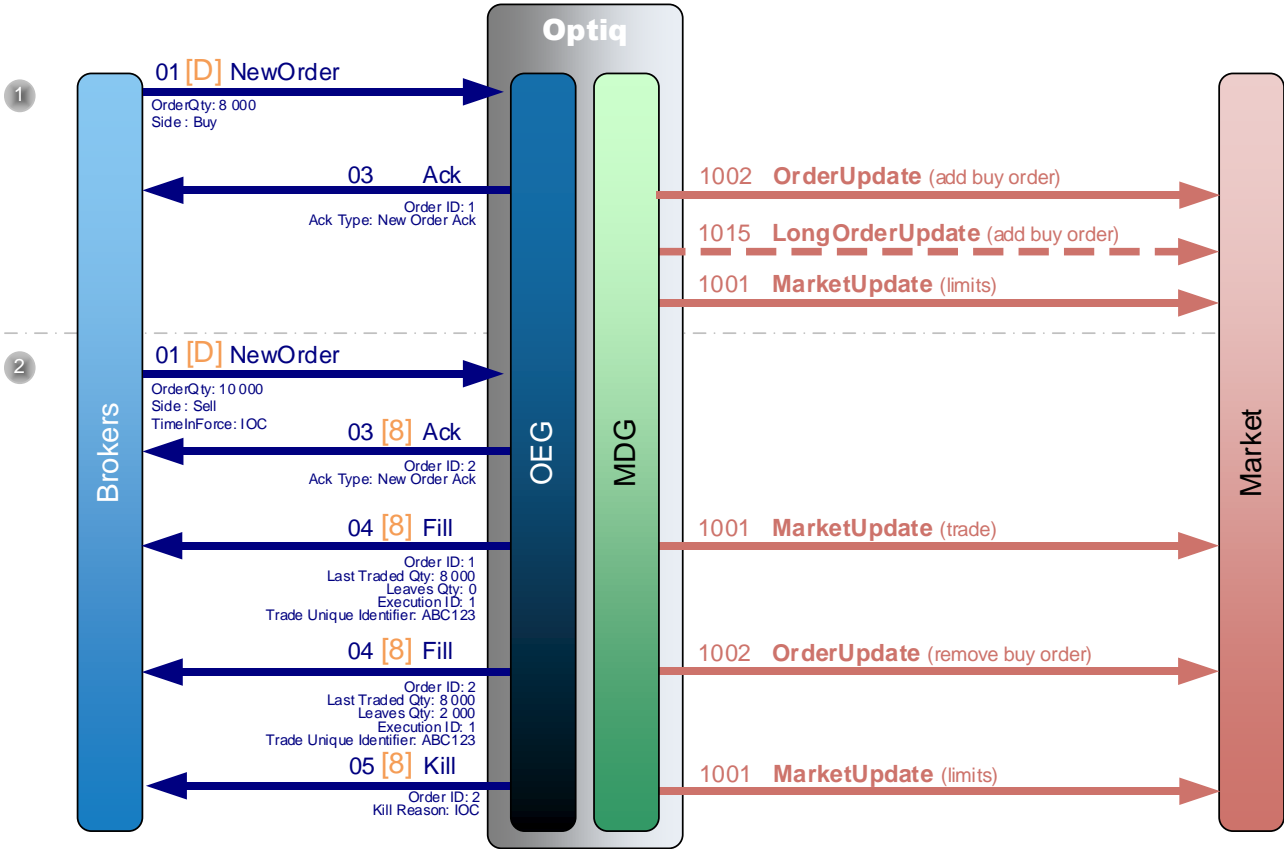 Optiq
1
01 [D] NewOrder
OrderQty: 8 000
Side : Buy
03 Ack
Order ID: 1
Ack Type: New Order Ack
1002 OrderUpdate (add buy order)
1015 LongOrderUpdate (add buy order)
1001 MarketUpdate (limits)
2
01 [D] NewOrder
OrderQty: 10 000
Side : Sell
TimeInForce: IOC
Brokers
OEG
MDG
Market
03 [8] Ack
Order ID: 2
Ack Type: New Order Ack
04 [8] Fill
Order ID: 1
Last Traded Qty: 8 000
Leaves Qty: 0
Execution ID: 1
Trade Unique Identifier: ABC123
1001 MarketUpdate (trade)
04 [8] Fill
Order ID: 2
Last Traded Qty: 8 000
Leaves Qty: 2 000
Execution ID: 1
Trade Unique Identifier: ABC123
1002 OrderUpdate (remove buy order)
05 [8] Kill
Order ID: 2
Kill Reason: IOC
1001 MarketUpdate (limits)